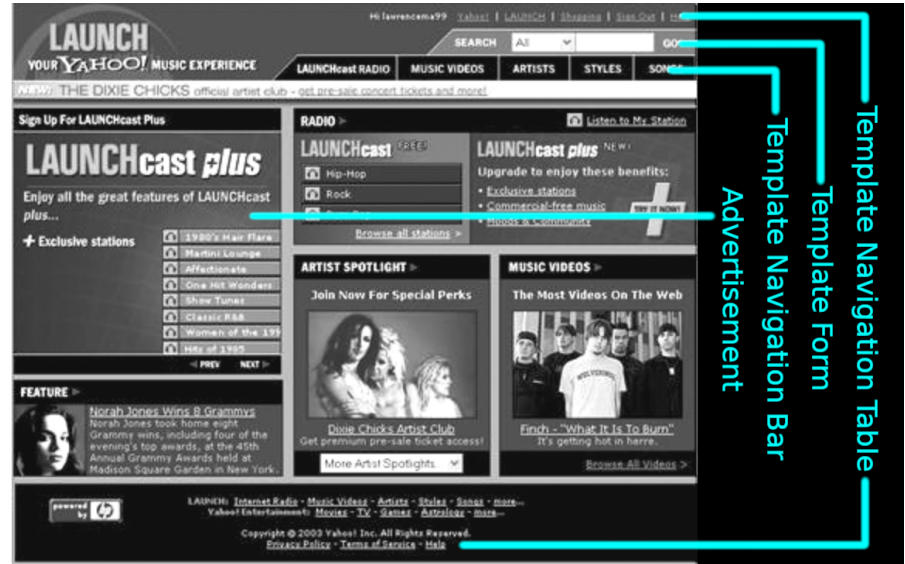 Hi lawrencema99 Yahoo! | LAUNCH | Shopping | Sign Out |
LAUNCH
YOUR YAHOO! MUSIC EXPERIENCE
SEARCH All GO
LAUNCHcast RADIO MUSIC VIDEOS ARTISTS STYLES SONGS
NEW! THE DIXIE CHICKS official artist club - get pre-sale concert tickets and more!
Sign Up For LAUNCHcast Plus
LAUNCHcast plus
Enjoy all the great features of LAUNCHcast
plus...
+ Exclusive stations
1980's Hair Flare
Martini Lounge
Affectionate
One Hit Wonders
Show Tunes
Classic R&B
Women of the 199
Hits of 1985
PREV NEXT
RADIO
Listen to My Station
LAUNCHcast FREE!
Hip-Hop
Rock
Browse all stations >
LAUNCHcast plus NEW!
Upgrade to enjoy these benefits:
• Exclusive stations
• Commercial-free music
• Moods & Community
TRY IT NOW!
FEATURE
Norah Jones Wins 8 Grammys
Norah Jones took home eight
Grammy wins, including four of the
evening's top awards, at the 45th
Annual Grammy Awards held at
Madison Square Garden in New York.
ARTIST SPOTLIGHT
Join Now For Special Perks
Dixie Chicks Artist Club
Get premium pre-sale ticket access!
More Artist Spotlights
MUSIC VIDEOS
The Most Videos On The Web
WOLVERINES
Finch - "What It Is To Burn"
It's getting hot in herre.
Browse All Videos >
powered by hp
LAUNCH: Internet Radio - Music Videos - Artists - Styles - Songs - more...
Yahoo! Entertainment: Movies - TV - Games - Astrology - more...
Copyright © 2003 Yahoo! Inc. All Rights Reserved.
Privacy Policy - Terms of Service - Help
Template Navigation Table
Template Form
Template Navigation Bar
Advertisement